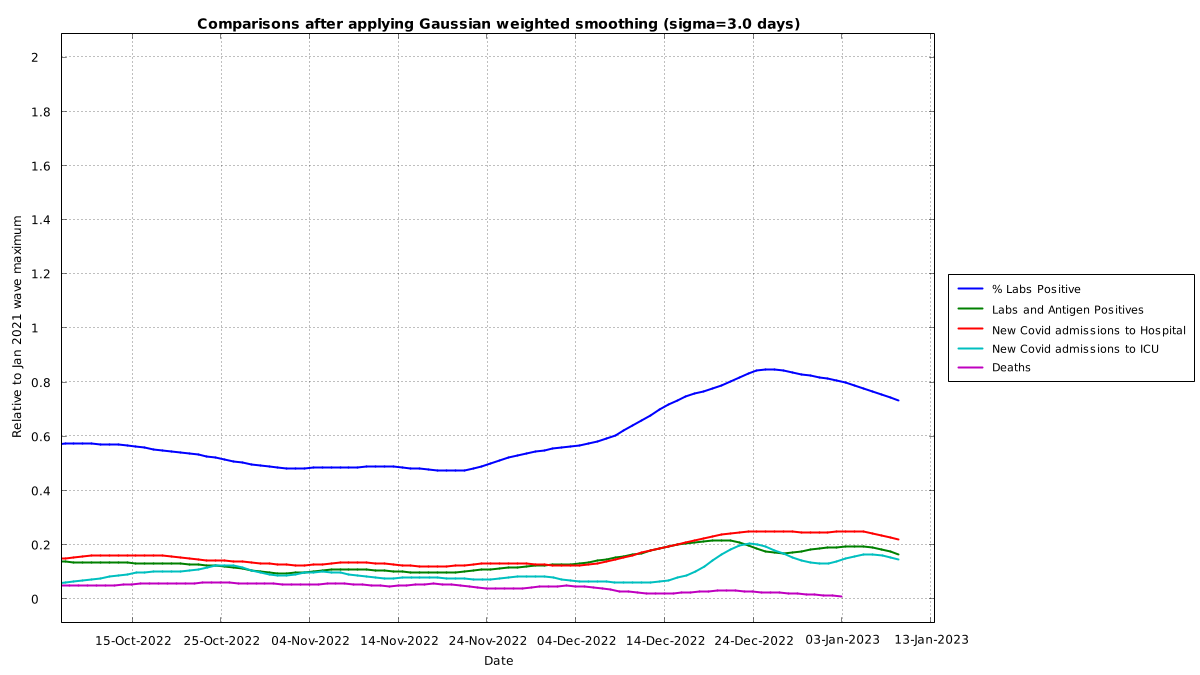 Comparisons after applying Gaussian weighted smoothing (sigma=3.0 days)
2
1.8
1.6
1.4
1.2
1
0.8
0.6
0.4
0.2
0
Relative to Jan 2021 wave maximum
15-Oct-2022 25-Oct-2022 04-Nov-2022 14-Nov-2022 24-Nov-2022 04-Dec-2022 14-Dec-2022 24-Dec-2022 03-Jan-2023 13-Jan-2023
Date
% Labs Positive
Labs and Antigen Positives
New Covid admissions to Hospital
New Covid admissions to ICU
Deaths